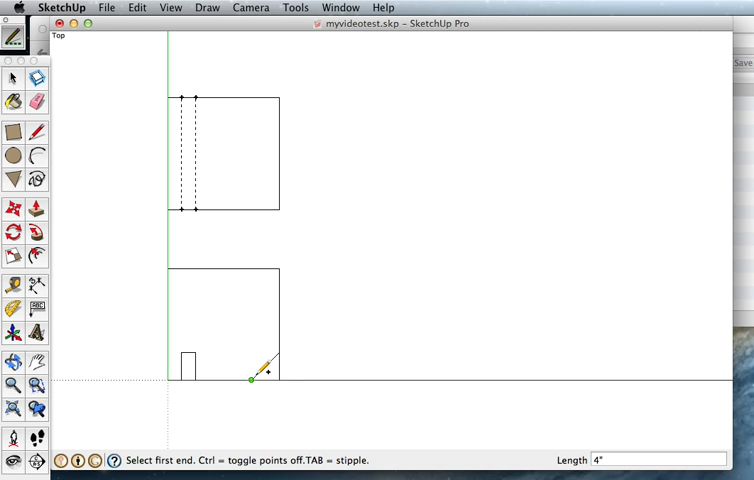 SketchUp File Edit View Draw Camera Tools Window Help
myvideotest.skp – SketchUp Pro
Top
Save
ABC
Select first end. Ctrl = toggle points off.TAB = stipple.
Length 4"